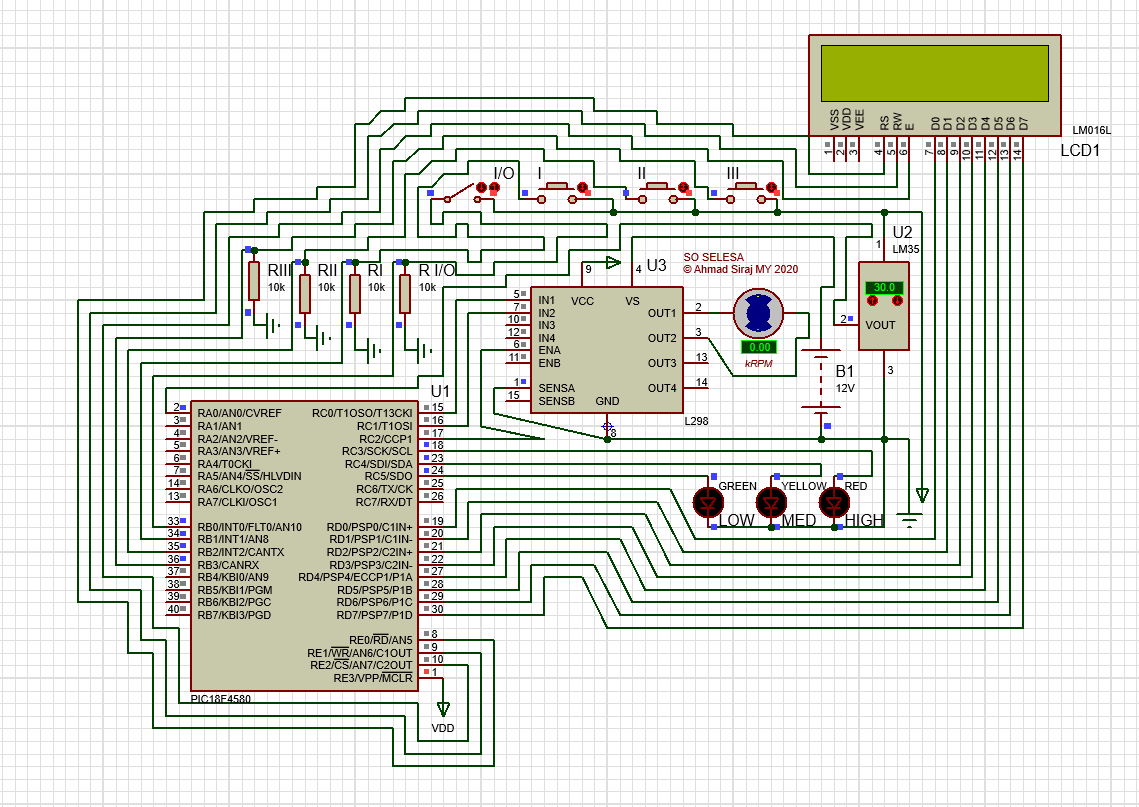 LM016L
LCD1
VSS
VDD
VEE
RS
RW
E
D0
D1
D2
D3
D4
D5
D6
D7
1
2
3
4
5
6
7
8
9
10
11
12
13
14
I/O
I
II
III
RIII
10k
RII
10k
RI
10k
R I/O
10k
U3
SO SELESA
© Ahmad Siraj MY 2020
9
4
VCC
VS
5 IN1
7 IN2
10 IN3
12 IN4
6 ENA
11 ENB
1 SENSA
15 SENSB
OUT1 2
OUT2 3
OUT3 13
OUT4 14
GND
8
L298
0.00
kRPM
B1
12V
U2
LM35
1
30.0
2
VOUT
3
GREEN
YELLOW
RED
LOW
MED
HIGH
U1
2 RA0/AN0/CVREF
3 RA1/AN1
4 RA2/AN2/VREF-
5 RA3/AN3/VREF+
6 RA4/T0CKI
7 RA5/AN4/SS/HLVDIN
14 RA6/CLKO/OSC2
13 RA7/CLKI/OSC1
33 RB0/INT0/FLT0/AN10
34 RB1/INT1/AN8
35 RB2/INT2/CANTX
36 RB3/CANRX
37 RB4/KBI0/AN9
38 RB5/KBI1/PGM
39 RB6/KBI2/PGC
40 RB7/KBI3/PGD
RC0/T1OSO/T13CKI 15
RC1/T1OSI 16
RC2/CCP1 17
RC3/SCK/SCL 18
RC4/SDI/SDA 23
RC5/SDO 24
RC6/TX/CK 25
RC7/RX/DT 26
RD0/PSP0/C1IN+ 19
RD1/PSP1/C1IN- 20
RD2/PSP2/C2IN+ 21
RD3/PSP3/C2IN- 22
RD4/PSP4/ECCP1/P1A 27
RD5/PSP5/P1B 28
RD6/PSP6/P1C 29
RD7/PSP7/P1D 30
RE0/RD/AN5 8
RE1/WR/AN6/C1OUT 9
RE2/CS/AN7/C2OUT 10
RE3/VPP/MCLR 1
PIC18F4580
VDD